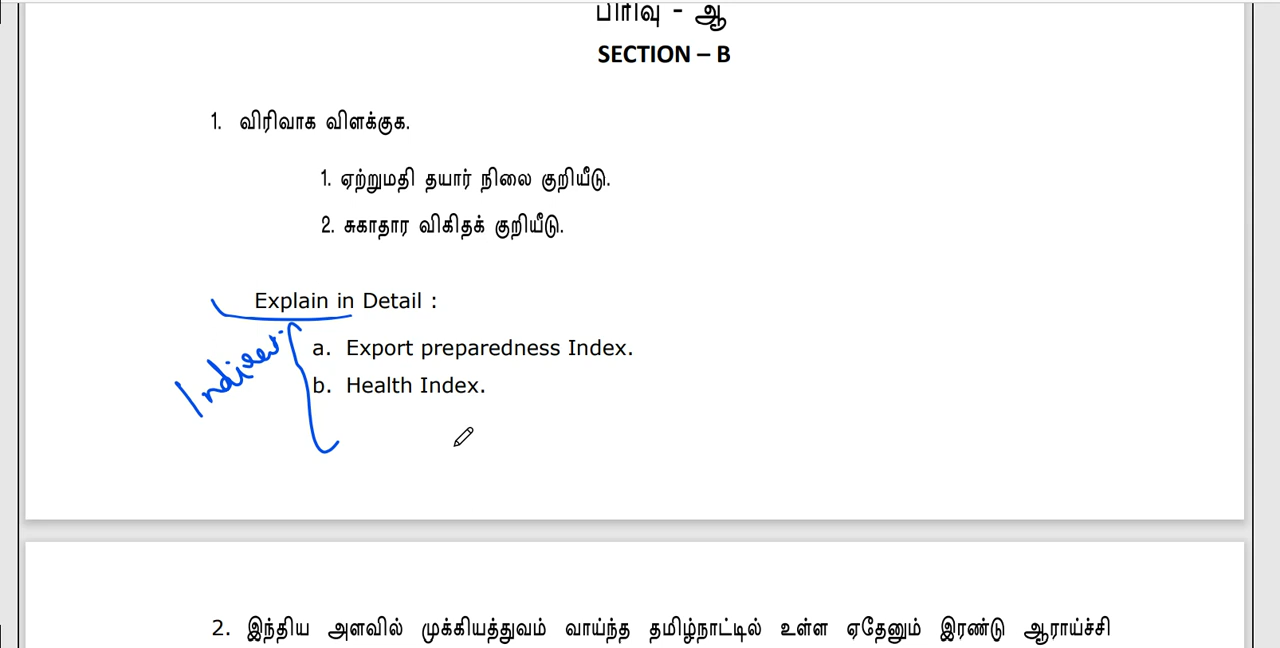 பிரிவு - ஆ
SECTION – B
1. விரிவாக விளக்குக.
1. ஏற்றுமதி தயார் நிலை குறியீடு.
2. சுகாதார விகிதக் குறியீடு.
Explain in Detail :
Indirect
a. Export preparedness Index.
b. Health Index.
2. இந்திய அளவில் முக்கியத்துவம் வாய்ந்த தமிழ்நாட்டில் உள்ள ஏதேனும் இரண்டு ஆராய்ச்சி